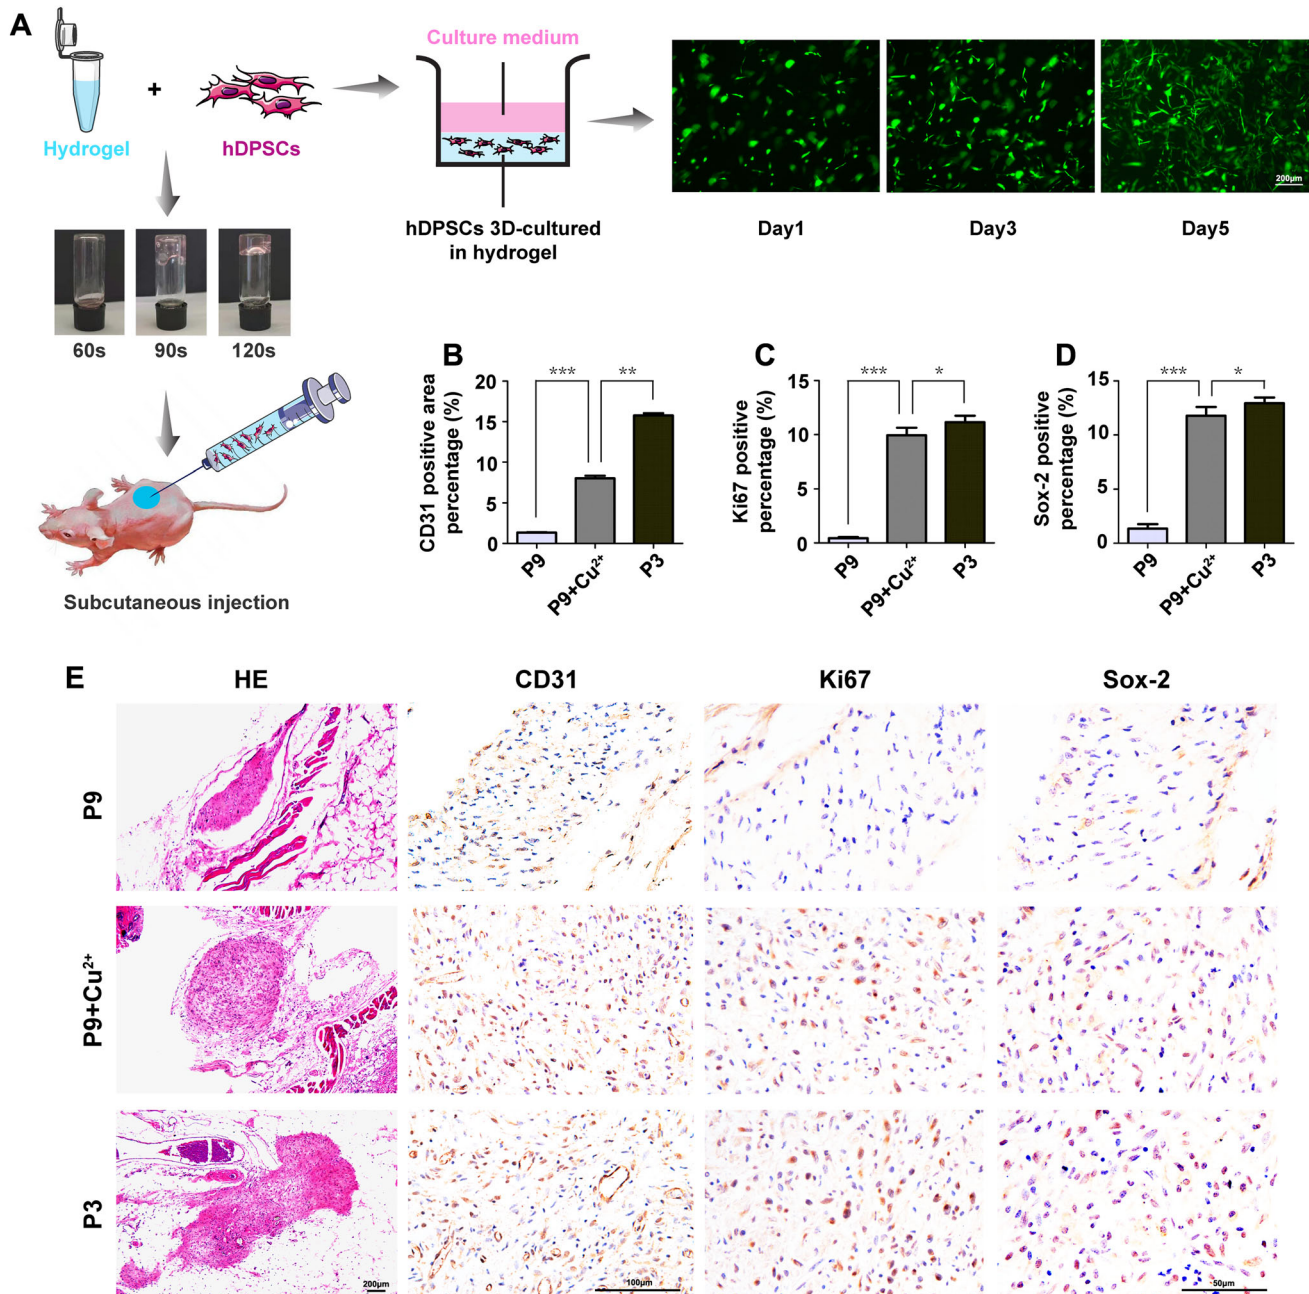 A
Hydrogel
+
hDPSCs
Culture medium
hDPSCs 3D-cultured
in hydrogel
200μm
Day1
Day3
Day5
60s
90s
120s
Subcutaneous injection
B
CD31 positive area
percentage (%)
20
15
10
5
0
***
**
P9
P9+Cu²⁺
P3
C
Ki67 positive
percentage (%)
15
10
5
0
***
*
P9
P9+Cu²⁺
P3
D
Sox-2 positive
percentage (%)
15
10
5
0
***
*
P9
P9+Cu²⁺
P3
E
HE
CD31
Ki67
Sox-2
P9
P9+Cu²⁺
P3
200μm
100μm
50μm